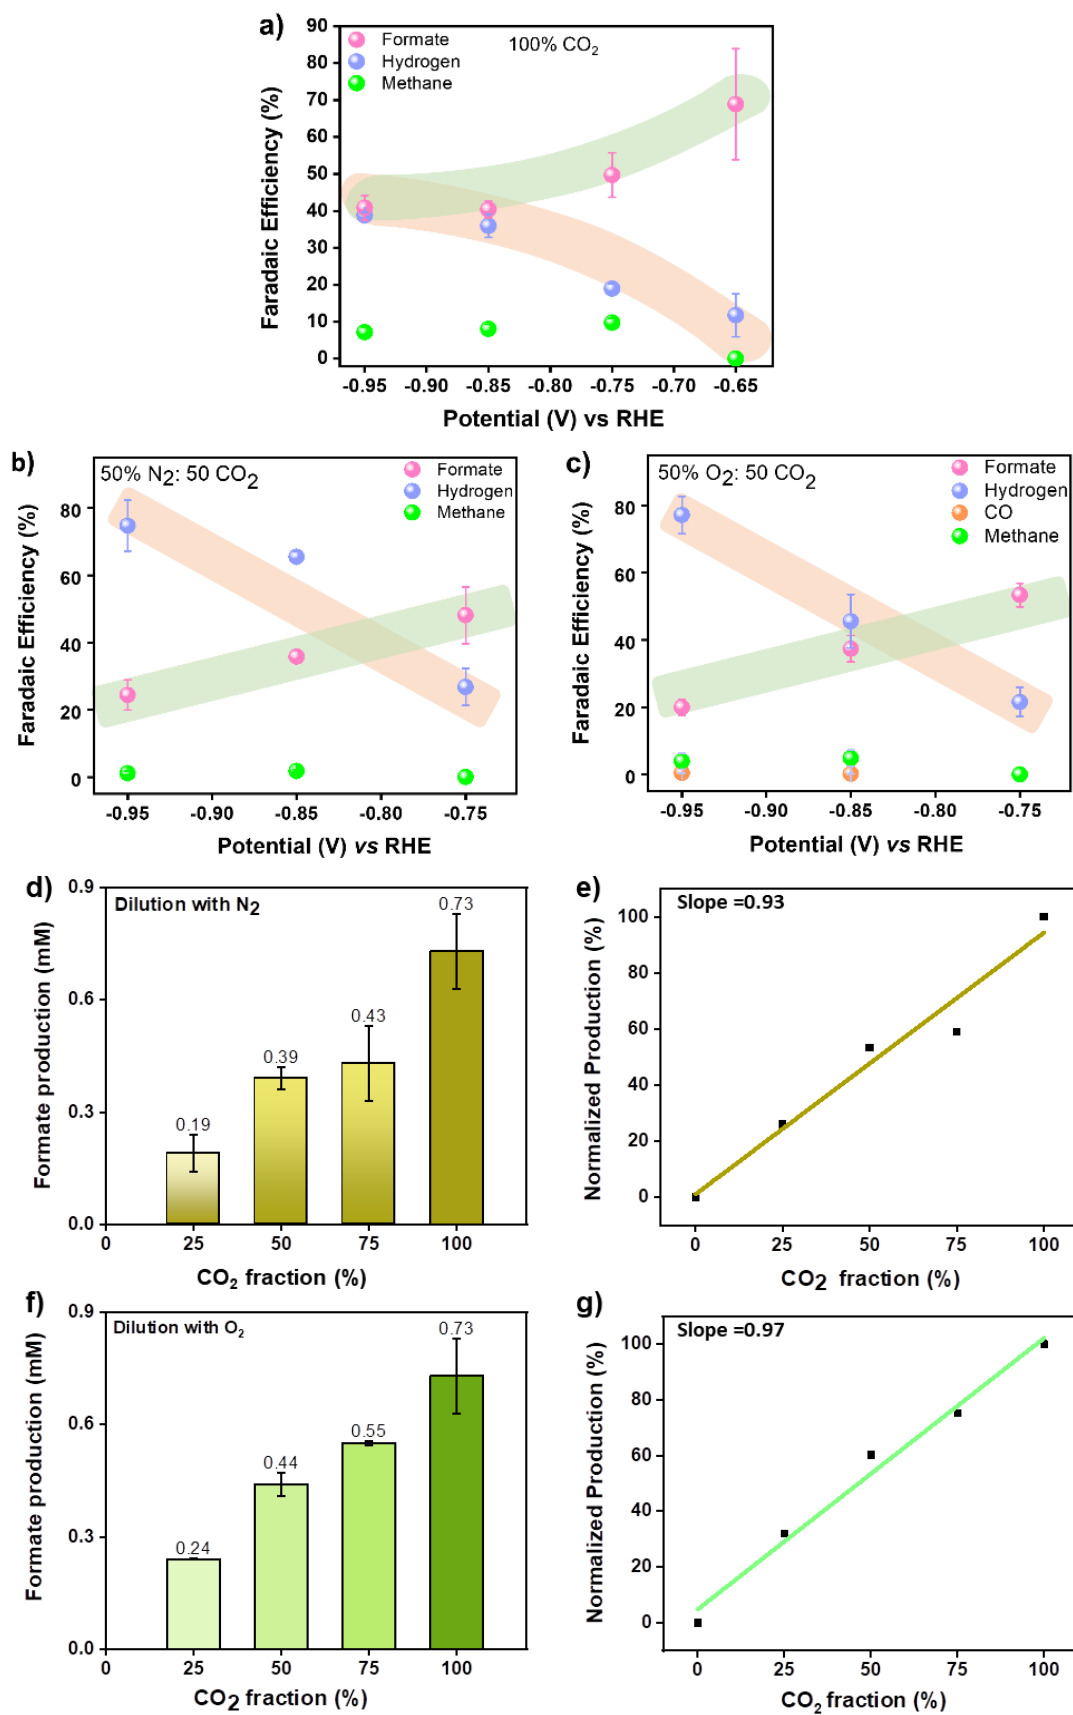 a)
100% CO2
Formate
Hydrogen
Methane
Faradaic Efficiency (%)
90
80
70
60
50
40
30
20
10
0
-0.95 -0.90 -0.85 -0.80 -0.75 -0.70 -0.65
Potential (V) vs RHE
b)
50% N2: 50 CO2
Formate
Hydrogen
Methane
Faradaic Efficiency (%)
80
60
40
20
0
-0.95 -0.90 -0.85 -0.80 -0.75
Potential (V) vs RHE
c)
50% O2: 50 CO2
Formate
Hydrogen
CO
Methane
Faradaic Efficiency (%)
80
60
40
20
0
-0.95 -0.90 -0.85 -0.80 -0.75
Potential (V) vs RHE
d)
Dilution with N2
Formate production (mM)
0.9
0.6
0.3
0.0
0.19
0.39
0.43
0.73
0 25 50 75 100
CO2 fraction (%)
e)
Slope =0.93
Normalized Production (%)
100
80
60
40
20
0
0 25 50 75 100
CO2 fraction (%)
f)
Dilution with O2
Formate production (mM)
0.9
0.6
0.3
0.0
0.24
0.44
0.55
0.73
0 25 50 75 100
CO2 fraction (%)
g)
Slope =0.97
Normalized Production (%)
100
80
60
40
20
0
0 25 50 75 100
CO2 fraction (%)